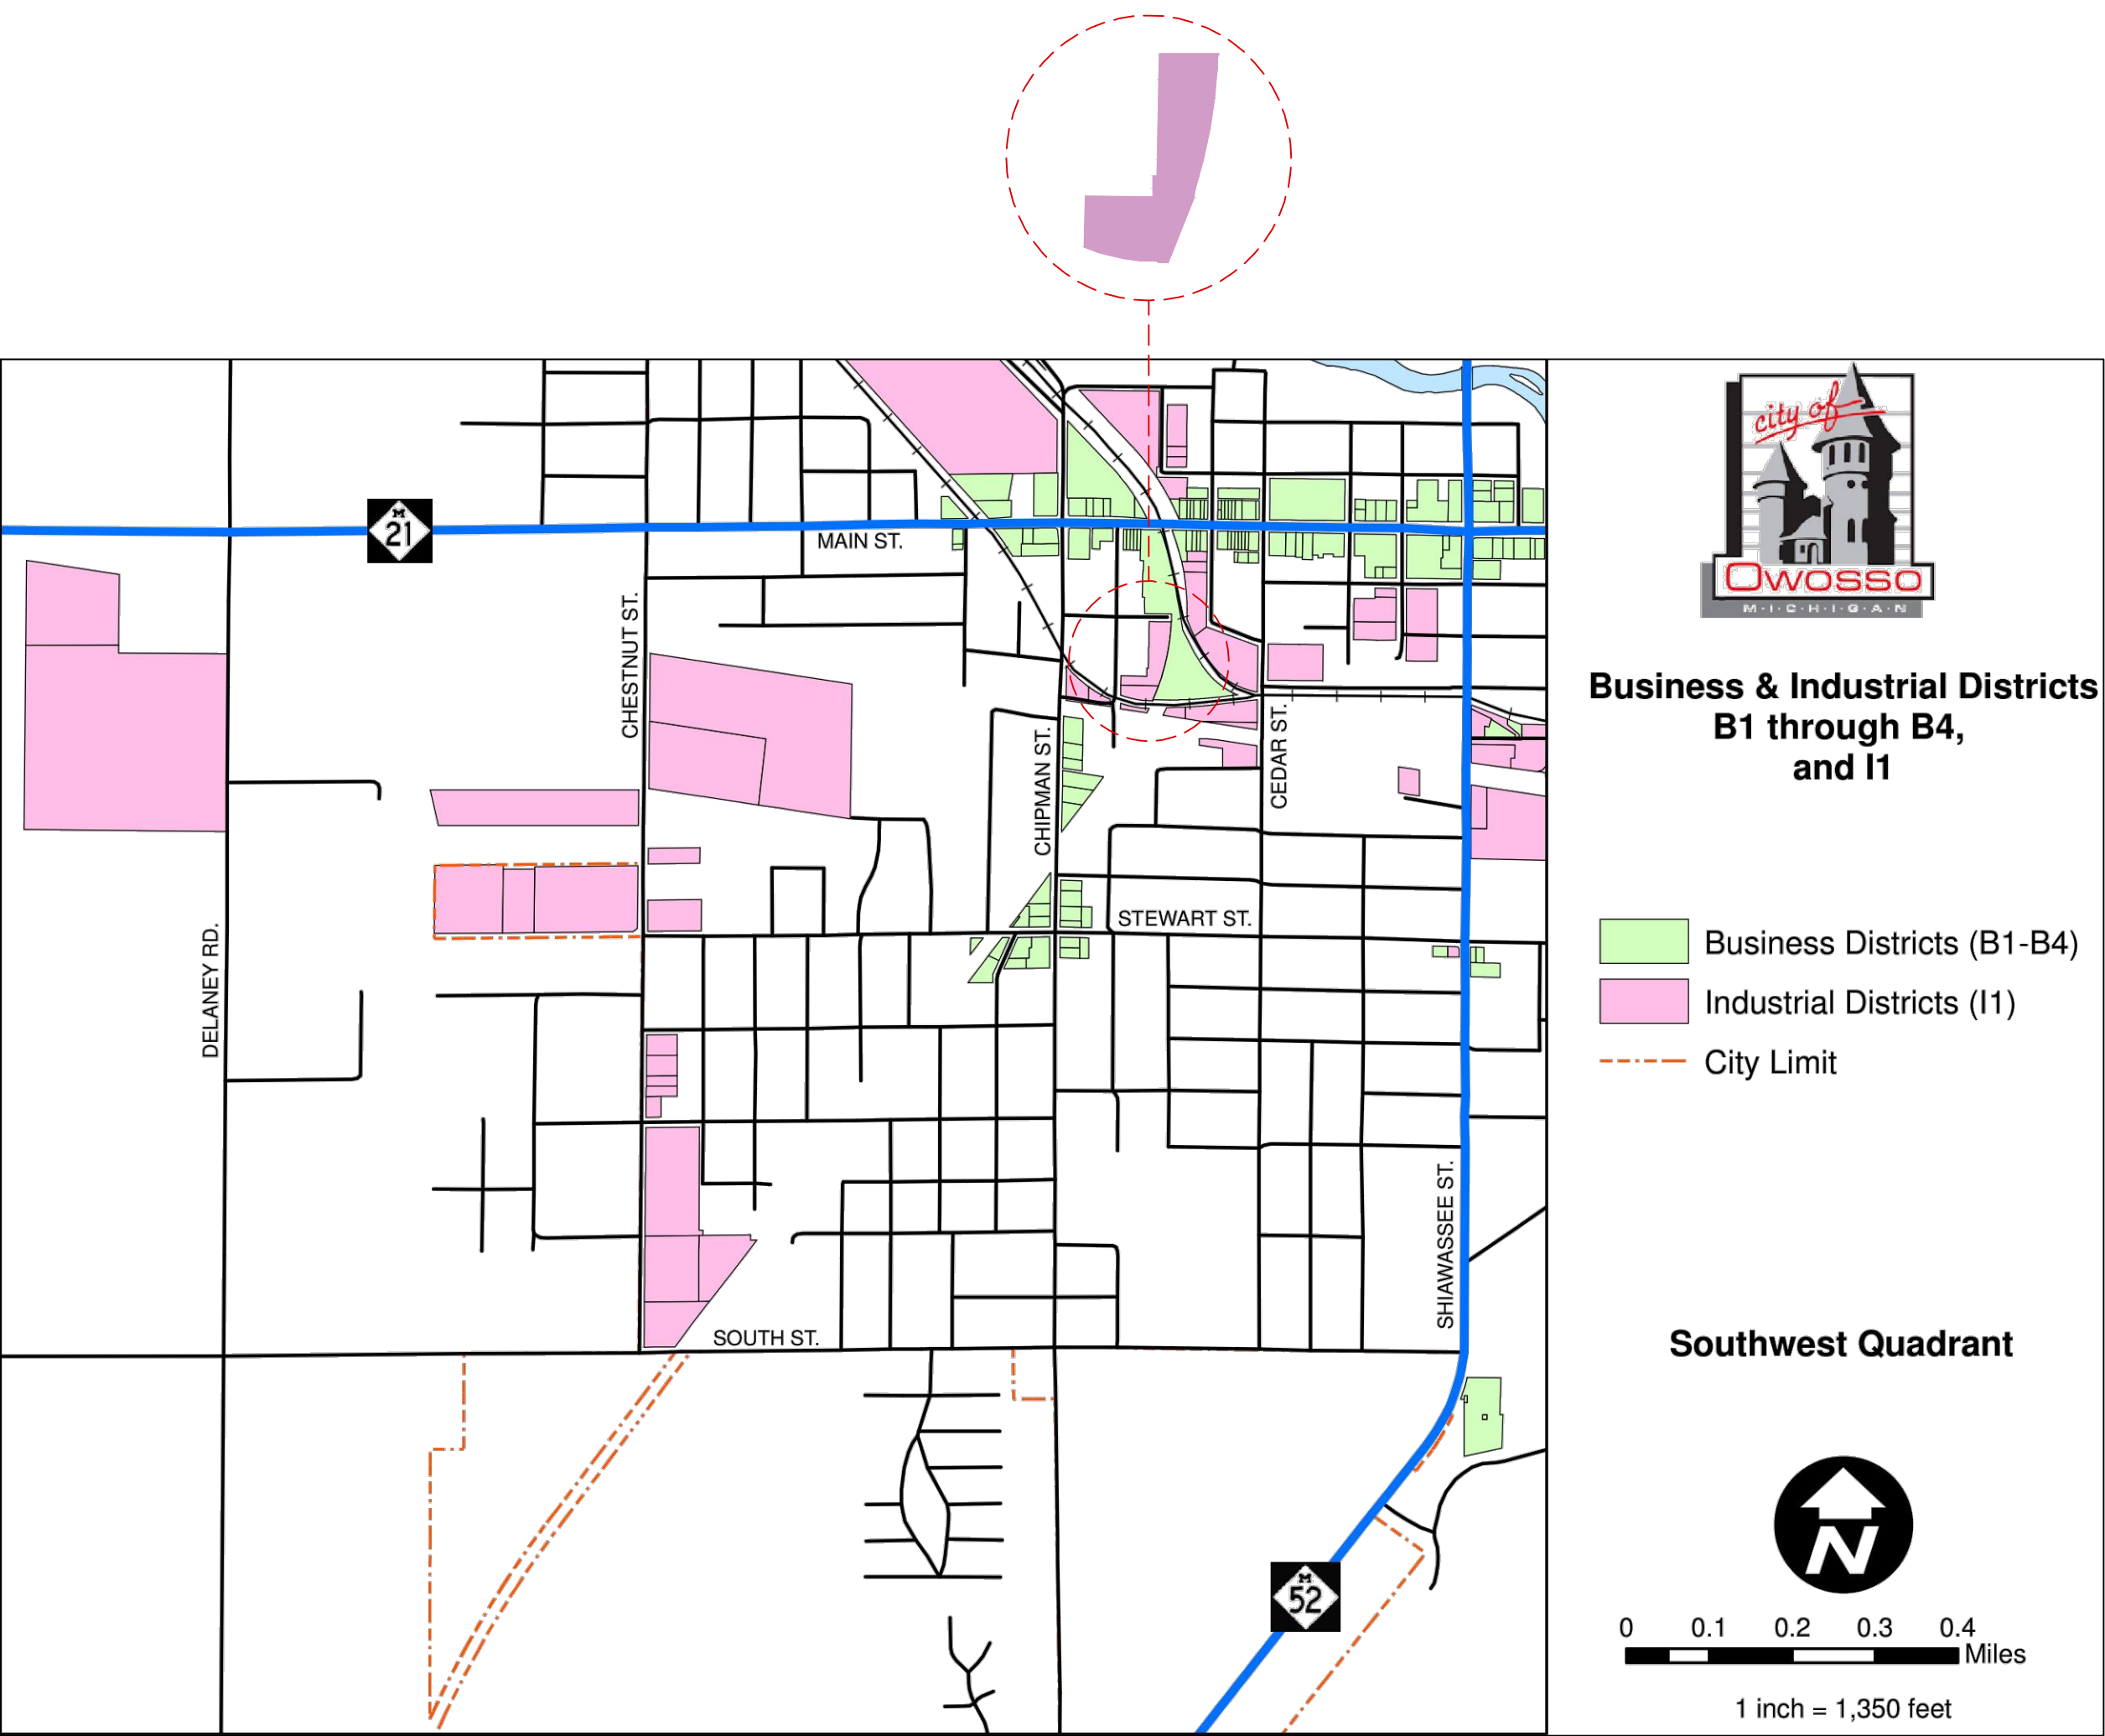 city of
OWOSSO
M·I·C·H·I·G·A·N
M
21
MAIN ST.
CHESTNUT ST.
CHIPMAN ST.
CEDAR ST.
STEWART ST.
DELANEY RD.
SHIAWASSEE ST.
SOUTH ST.
M
52
Business & Industrial Districts
B1 through B4,
and I1
Business Districts (B1-B4)
Industrial Districts (I1)
City Limit
Southwest Quadrant
N
0 0.1 0.2 0.3 0.4
Miles
1 inch = 1,350 feet